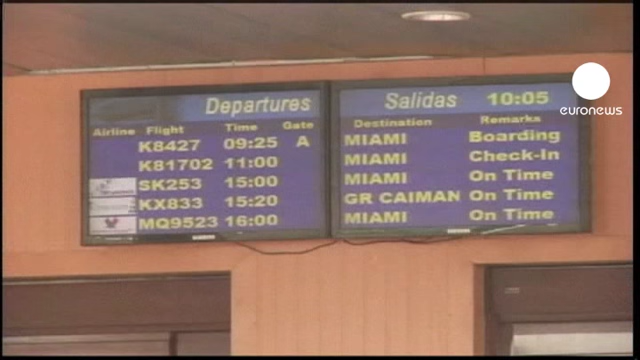 euronews
Departures
Airline Flight Time Gate
K8427 09:25 A
K81702 11:00
SK253 15:00
KX833 15:20
MQ9523 16:00
Salidas 10:05
Destination Remarks
MIAMI Boarding
MIAMI Check-In
MIAMI On Time
GR CAIMAN On Time
MIAMI On Time